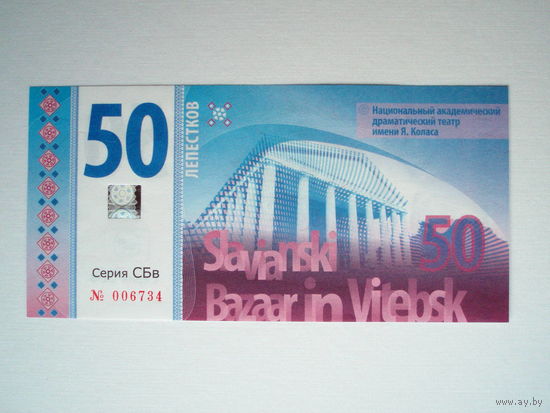 50
ЛЕПЕСТКОВ
Серия СБв
№ 006734
Национальный академический
драматический театр
имени Я. Коласа
50
Slavianski
Bazaar in Vitebsk
www.ay.by